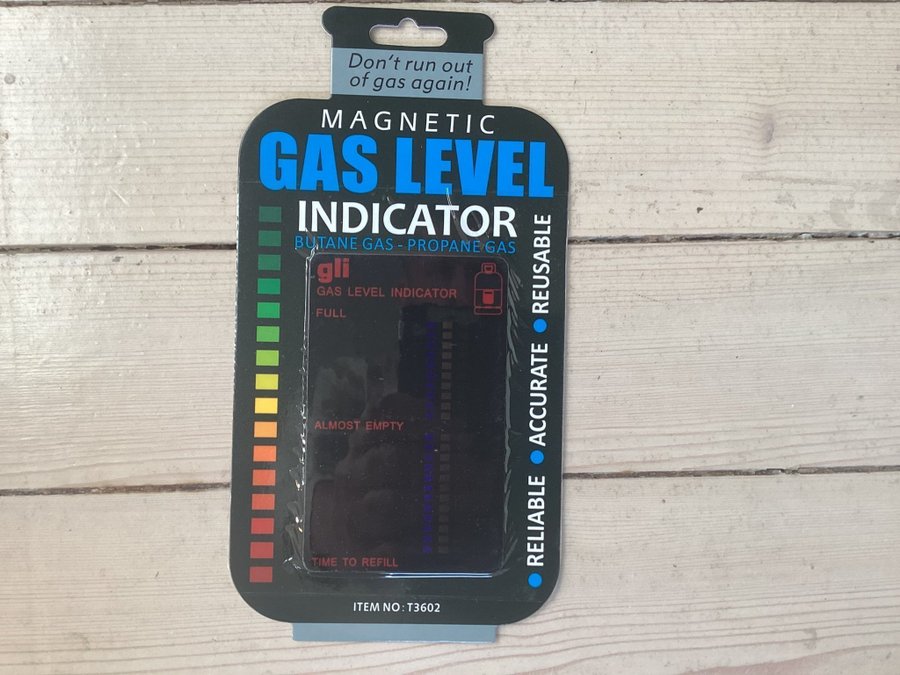 Don't run out
of gas again!
MAGNETIC
GAS LEVEL
INDICATOR
BUTANE GAS - PROPANE GAS
gli
GAS LEVEL INDICATOR
FULL
ALMOST EMPTY
TIME TO REFILL
• RELIABLE • ACCURATE • REUSABLE
ITEM NO: T3602